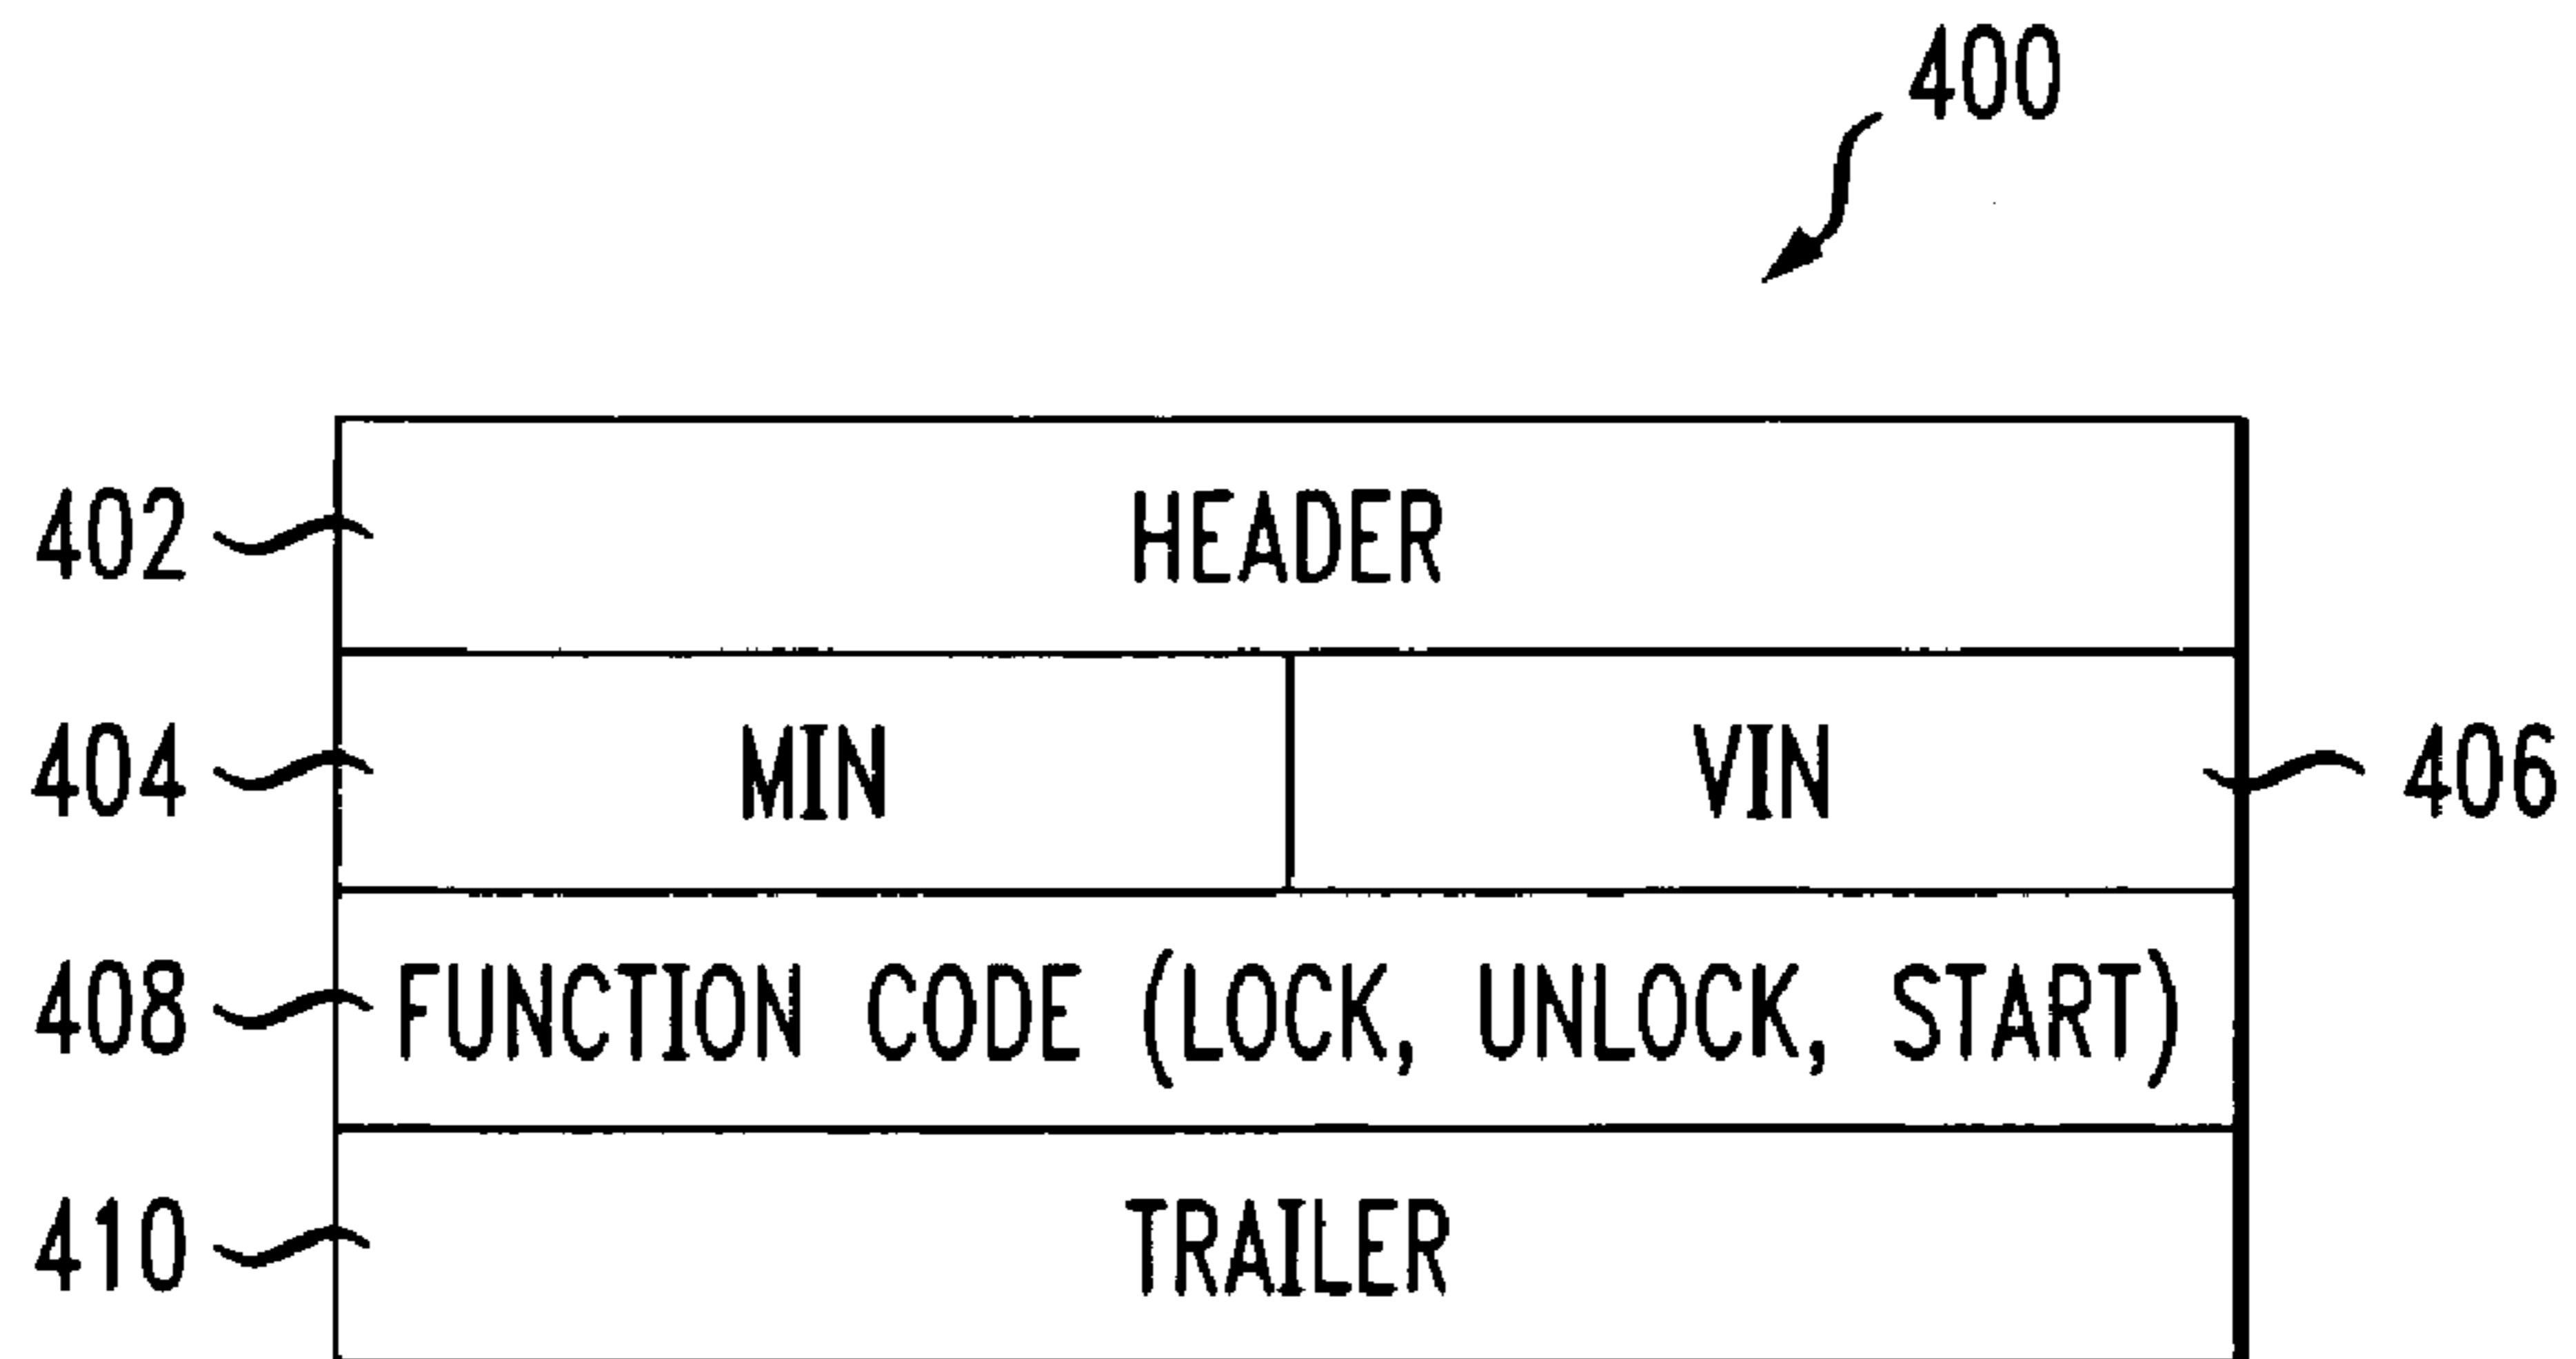 400
402 HEADER
404 MIN VIN 406
408 FUNCTION CODE (LOCK, UNLOCK, START)
410 TRAILER